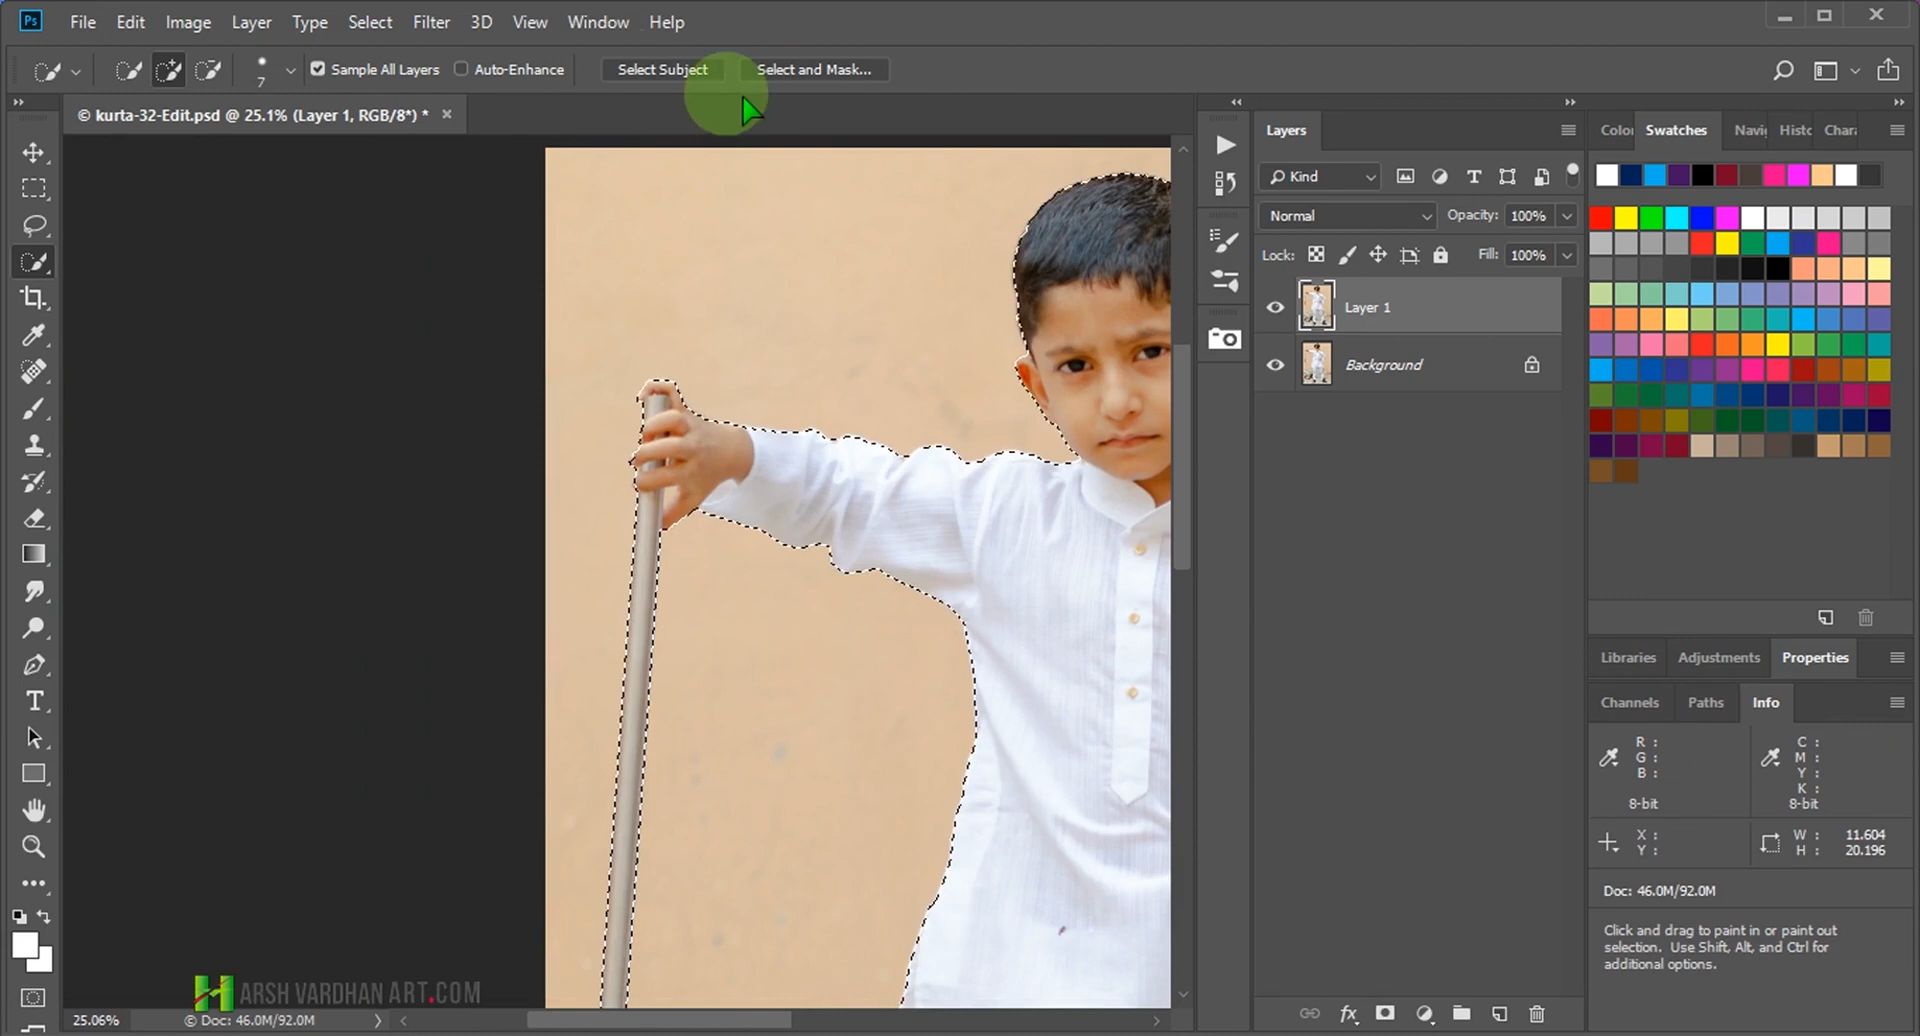 Ps File Edit Image Layer Select Filter 3D View Window Help
7 Sample All Layers Auto-Enhance Select Subject Select and Mask...
© kurta-32-Edit.psd @ 25.1% (Layer 1, RGB/8*) *
Layers
Swatches
Kind
Normal Opacity: 100%
Lock: Fill: 100%
Layer 1
Background
Libraries Adjustments Properties
Channels Paths Info
R : C :
G : M :
B : Y :
K :
8-bit 8-bit
X : W : 11.604
Y : H : 20.196
Doc: 46.0M/92.0M
Click and drag to paint in or paint out
selection. Use Shift, Alt, and Ctrl for
additional options.
HARSH VARDHAN ART.COM
25.06% © Doc: 46.0M/92.0M
fx